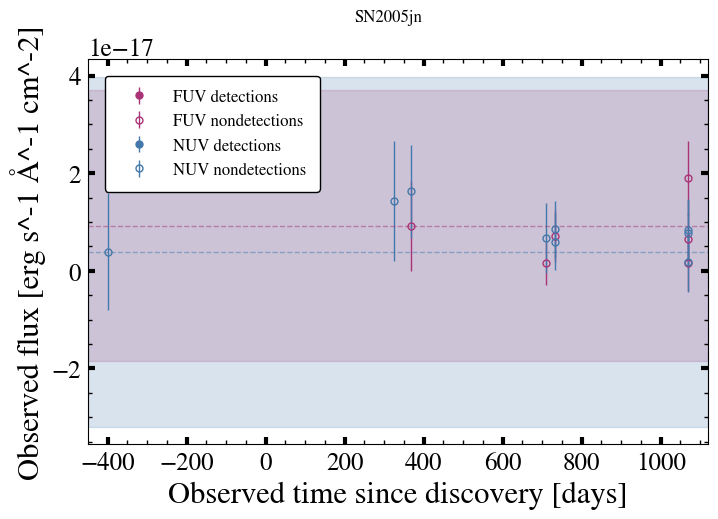 SN2005jn
1e−17
FUV detections
FUV nondetections
NUV detections
NUV nondetections
4
2
0
−2
Observed flux [erg s^-1 Å^-1 cm^-2]
−400 −200 0 200 400 600 800 1000
Observed time since discovery [days]